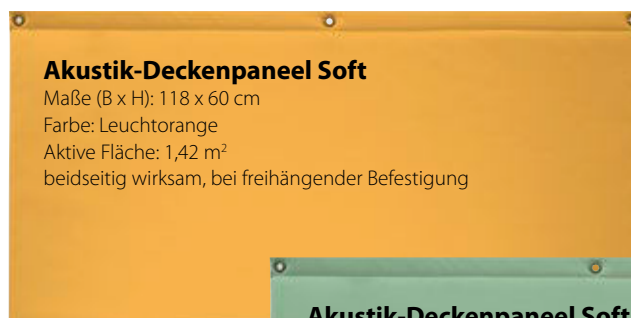 Akustik-Deckenpaneel Soft
Maße (B x H): 118 x 60 cm
Farbe: Leuchtorange
Aktive Fläche: 1,42 m²
beidseitig wirksam, bei freihängender Befestigung
Akustik-Deckenpaneel Soft